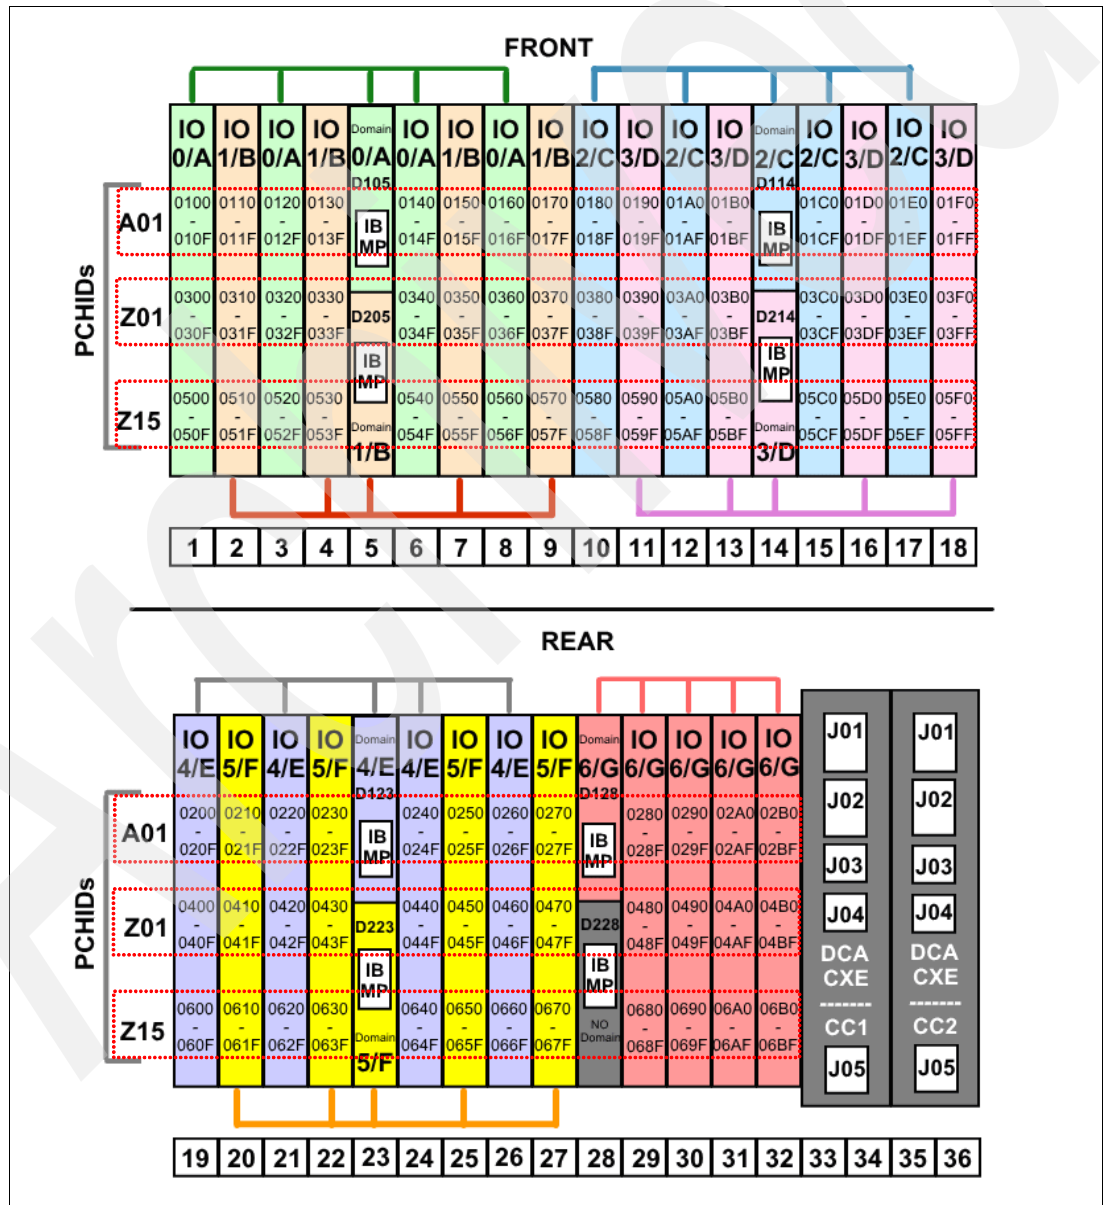 FRONT
IO IO IO IO Domain IO IO IO IO IO IO IO IO Domain IO IO IO IO
0/A 1/B 0/A 1/B 0/A 0/A 1/B 0/A 1/B 2/C 3/D 2/C 3/D 2/C 2/C 3/D 2/C 3/D
D105 D114
PCHIDs
A01
0100 0110 0120 0130 0140 0150 0160 0170 0180 0190 01A0 01B0 01C0 01D0 01E0 01F0
- - - - IB - - - - - - - - IB - - - -
010F 011F 012F 013F MP 014F 015F 016F 017F 018F 019F 01AF 01BF MP 01CF 01DF 01EF 01FF
Z01
0300 0310 0320 0330 0340 0350 0360 0370 0380 0390 03A0 03B0 03C0 03D0 03E0 03F0
- - - - D205 - - - - - - - - D214 - - - -
030F 031F 032F 033F 034F 035F 036F 037F 038F 039F 03AF 03BF 03CF 03DF 03EF 03FF
IB IB
MP MP
Z15
0500 0510 0520 0530 0540 0550 0560 0570 0580 0590 05A0 05B0 05C0 05D0 05E0 05F0
- - - - - - - - - - - - - - - -
050F 051F 052F 053F Domain 054F 055F 056F 057F 058F 059F 05AF 05BF Domain 05CF 05DF 05EF 05FF
1/B 3/D
1 2 3 4 5 6 7 8 9 10 11 12 13 14 15 16 17 18
REAR
IO IO IO IO Domain IO IO IO IO Domain IO IO IO IO
4/E 5/F 4/E 5/F 4/E 4/E 5/F 4/E 5/F 6/G 6/G 6/G 6/G 6/G
D123 D128
J01 J01
J02 J02
J03 J03
J04 J04
DCA DCA
CXE CXE
------- -------
CC1 CC2
J05 J05
PCHIDs
A01
0200 0210 0220 0230 0240 0250 0260 0270 0280 0290 02A0 02B0
- - - - IB - - - - IB - - - -
020F 021F 022F 023F MP 024F 025F 026F 027F MP 028F 029F 02AF 02BF
Z01
0400 0410 0420 0430 0440 0450 0460 0470 0480 0490 04A0 04B0
- - - - D223 - - - - D228 - - - -
040F 041F 042F 043F 044F 045F 046F 047F 048F 049F 04AF 04BF
IB IB
MP MP
Z15
0600 0610 0620 0630 0640 0650 0660 0670 0680 0690 06A0 06B0
- - - - - - - - NO - - - -
060F 061F 062F 063F Domain 064F 065F 066F 067F Domain 068F 069F 06AF 06BF
5/F
19 20 21 22 23 24 25 26 27 28 29 30 31 32 33 34 35 36